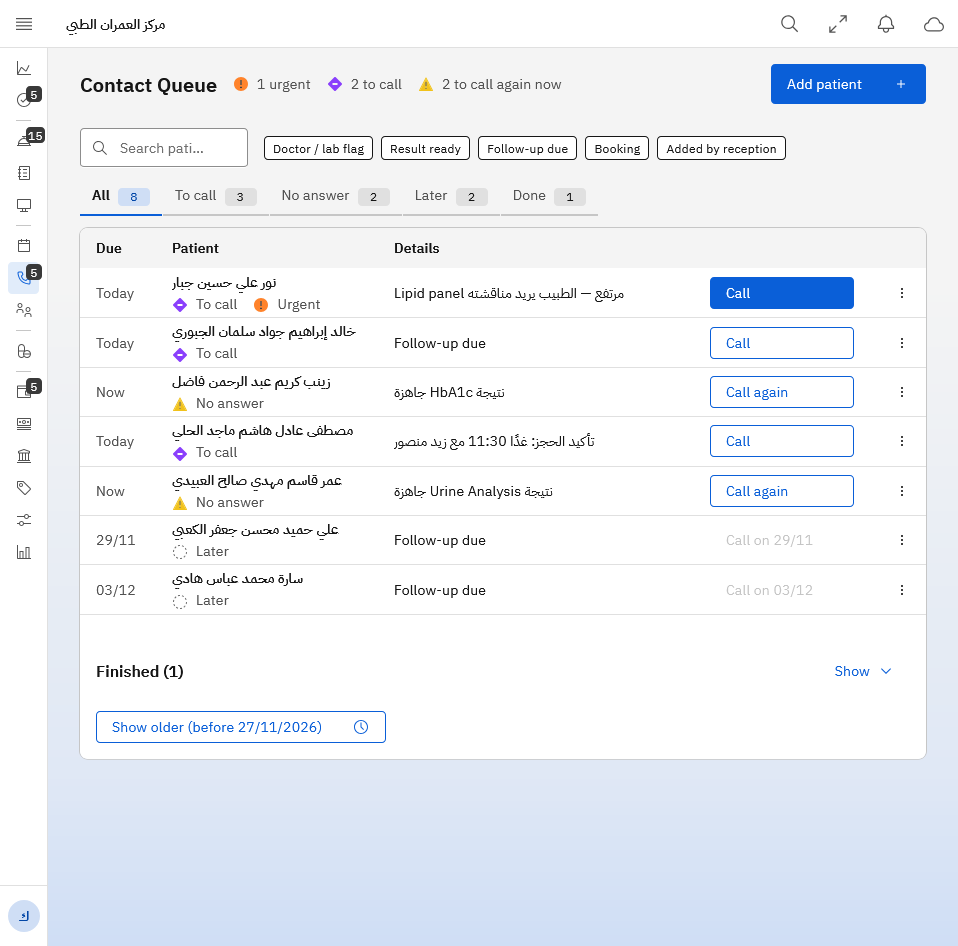 مركز العمران الطبي
Contact Queue
1 urgent
2 to call
2 to call again now
Add patient
5
15
5
5
Search pati...
Doctor / lab flag
Result ready
Follow-up due
Booking
Added by reception
All 8
To call 3
No answer 2
Later 2
Done 1
Due Patient Details
Today
نور علي حسين جبار
To call Urgent
Lipid panel مرتفع — الطبيب يريد مناقشته
Call
Today
خالد إبراهيم جواد سلمان الجبوري
To call
Follow-up due
Call
Now
زينب كريم عبد الرحمن فاضل
No answer
نتيجة HbA1c جاهزة
Call again
Today
مصطفى عادل هاشم ماجد الحلي
To call
تأكيد الحجز: غدًا 11:30 مع زيد منصور
Call
Now
عمر قاسم مهدي صالح العبيدي
No answer
نتيجة Urine Analysis جاهزة
Call again
29/11
علي حميد محسن جعفر الكعبي
Later
Follow-up due
Call on 29/11
03/12
سارة محمد عباس هادي
Later
Follow-up due
Call on 03/12
Finished (1)
Show
Show older (before 27/11/2026)
ك